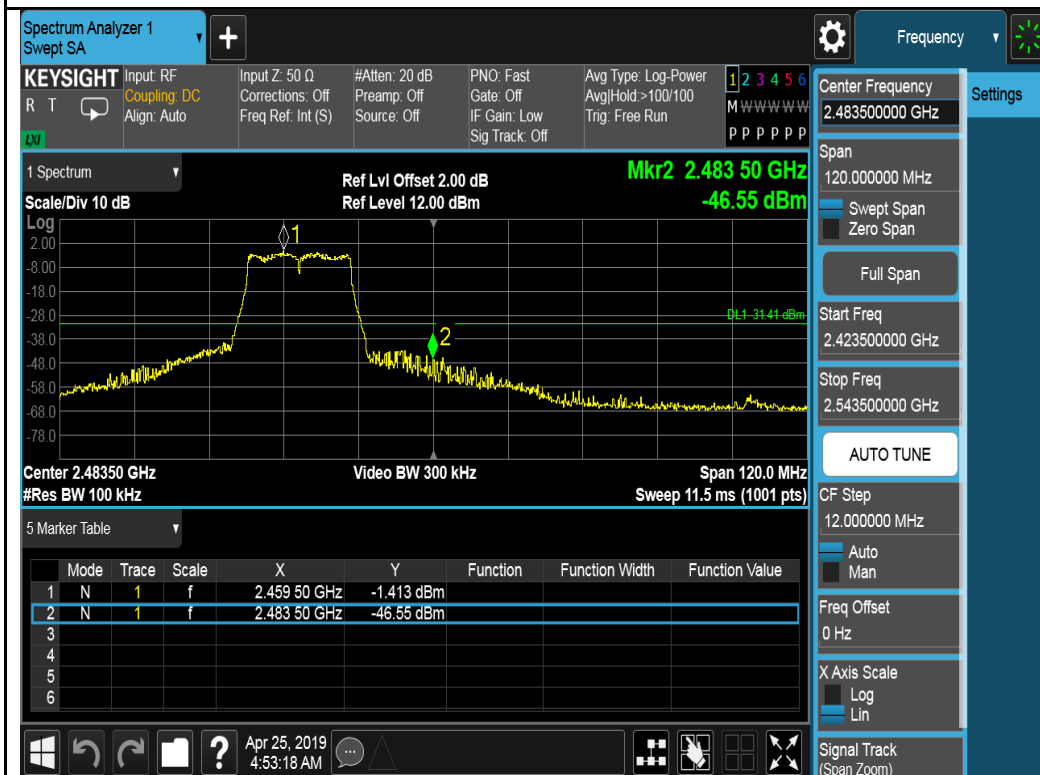 Spectrum Analyzer 1
Swept SA
+
Frequency
KEYSIGHT
R T
LXI
Input: RF
Coupling: DC
Align: Auto
Input Z: 50 Ω
Corrections: Off
Freq Ref: Int (S)
#Atten: 20 dB
Preamp: Off
Source: Off
PNO: Fast
Gate: Off
IF Gain: Low
Sig Track: Off
Avg Type: Log-Power
Avg|Hold:>100/100
Trig: Free Run
1 2 3 4 5 6
M W W W W W
P P P P P P
1 Spectrum
Scale/Div 10 dB
Ref Lvl Offset 2.00 dB
Ref Level 12.00 dBm
Mkr2 2.483 50 GHz
-46.55 dBm
Log
2.00
-8.00
-18.0
-28.0
-38.0
-48.0
-58.0
-68.0
-78.0
1
2
DL1 -31.41 dBm
Center 2.48350 GHz
#Res BW 100 kHz
Video BW 300 kHz
Span 120.0 MHz
Sweep 11.5 ms (1001 pts)
5 Marker Table
Mode Trace Scale X Y Function Function Width Function Value
1 N 1 f 2.459 50 GHz -1.413 dBm
2 N 1 f 2.483 50 GHz -46.55 dBm
3
4
5
6
Center Frequency
2.483500000 GHz
Settings
Span
120.000000 MHz
Swept Span
Zero Span
Full Span
Start Freq
2.423500000 GHz
Stop Freq
2.543500000 GHz
AUTO TUNE
CF Step
12.000000 MHz
Auto
Man
Freq Offset
0 Hz
X Axis Scale
Log
Lin
Signal Track
(Span Zoom)
?
Apr 25, 2019
4:53:18 AM